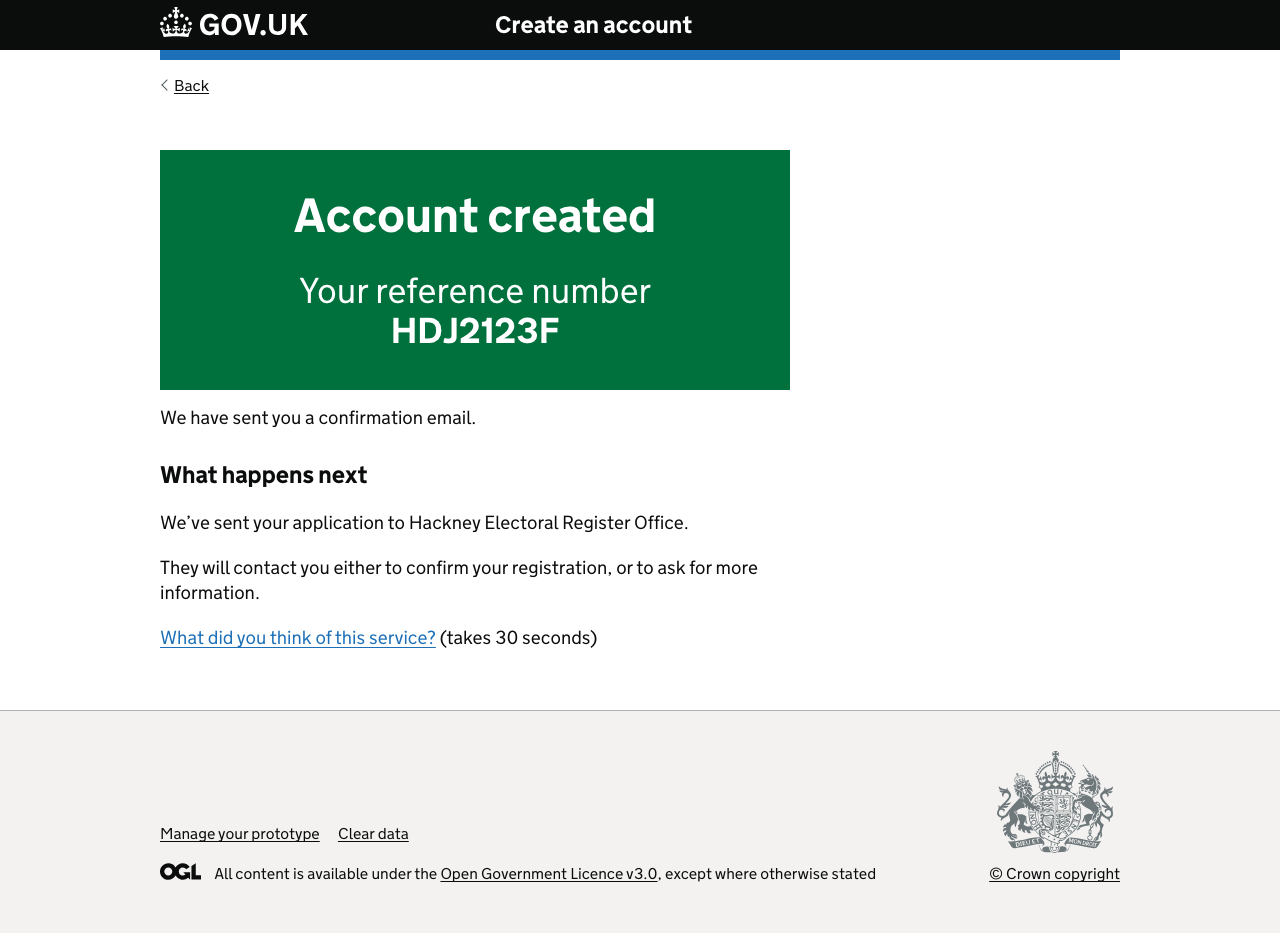 GOV.UK
Create an account
Back
Account created
Your reference number
HDJ2123F
We have sent you a confirmation email.
What happens next
We’ve sent your application to Hackney Electoral Register Office.
They will contact you either to confirm your registration, or to ask for more
information.
What did you think of this service? (takes 30 seconds)
Manage your prototype Clear data
OGL All content is available under the Open Government Licence v3.0, except where otherwise stated
DIEU ET MON DROIT
© Crown copyright